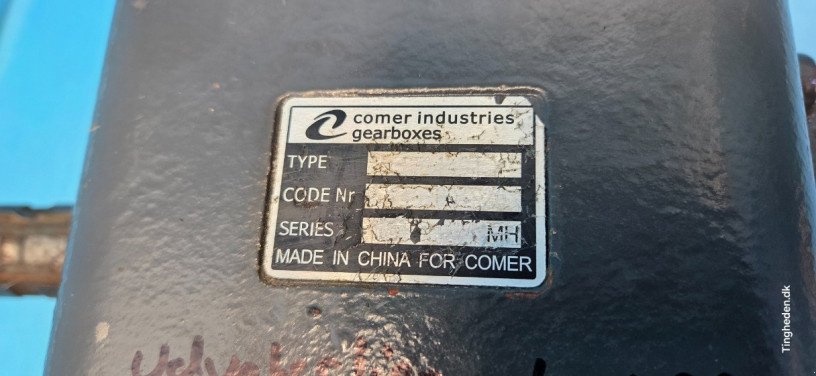 comer industries
gearboxes
TYPE
CODE Nr
SERIES MH
MADE IN CHINA FOR COMER
Tingheden.dk